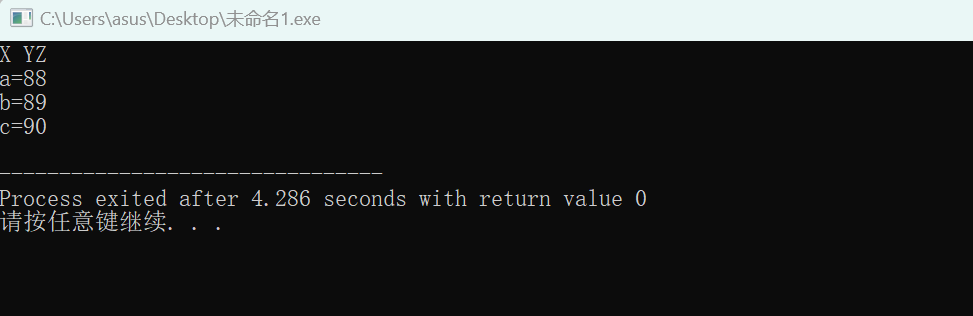 C:\Users\asus\Desktop\未命名1.exe
X YZ
a=88
b=89
c=90
--------------------------------
Process exited after 4.286 seconds with return value 0
请按任意键继续. . .